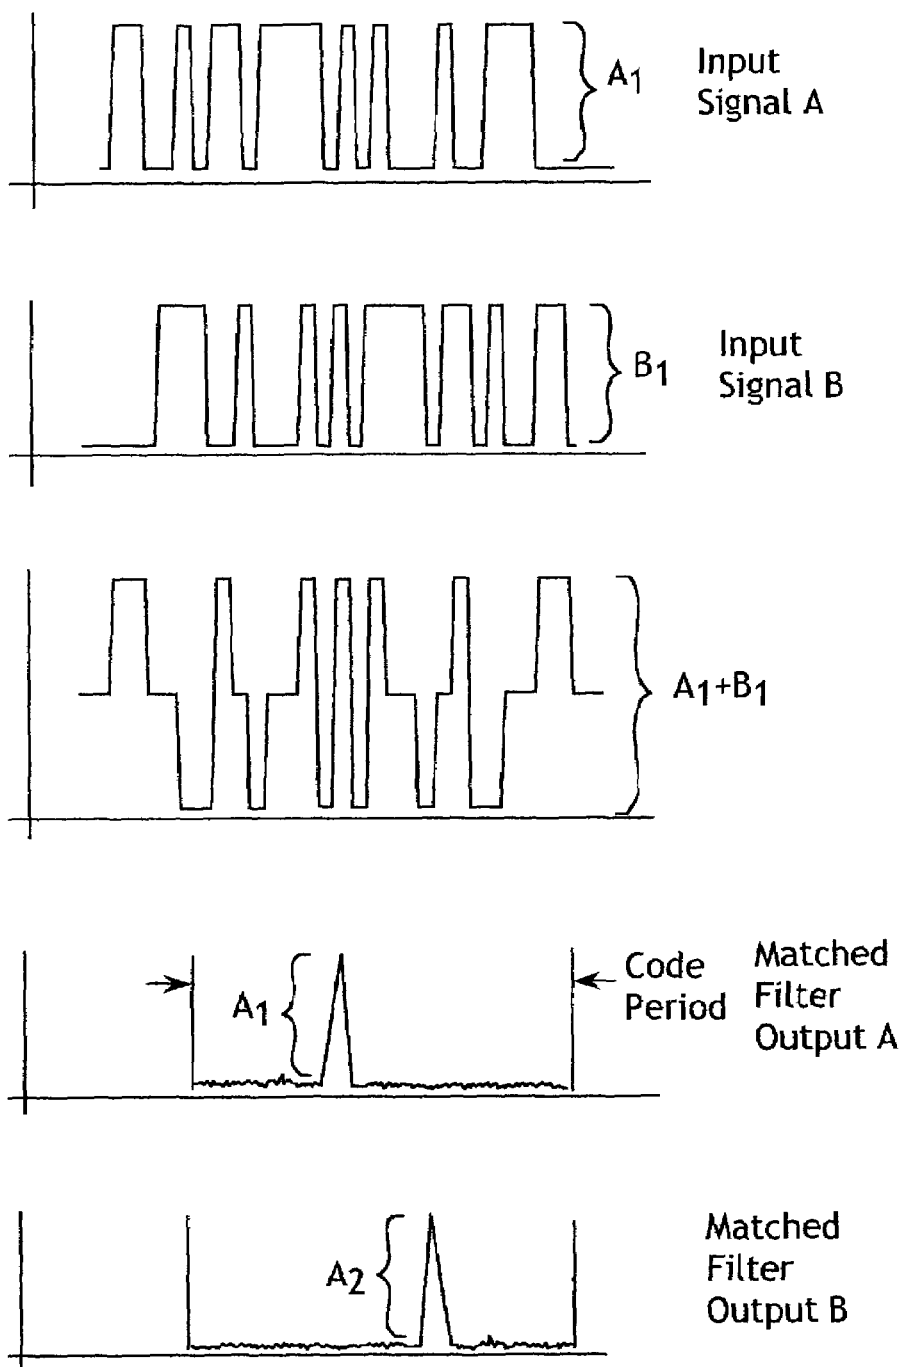 A1
Input
Signal A
B1
Input
Signal B
A1+B1
A1
Code
Period
Matched
Filter
Output A
A2
Matched
Filter
Output B